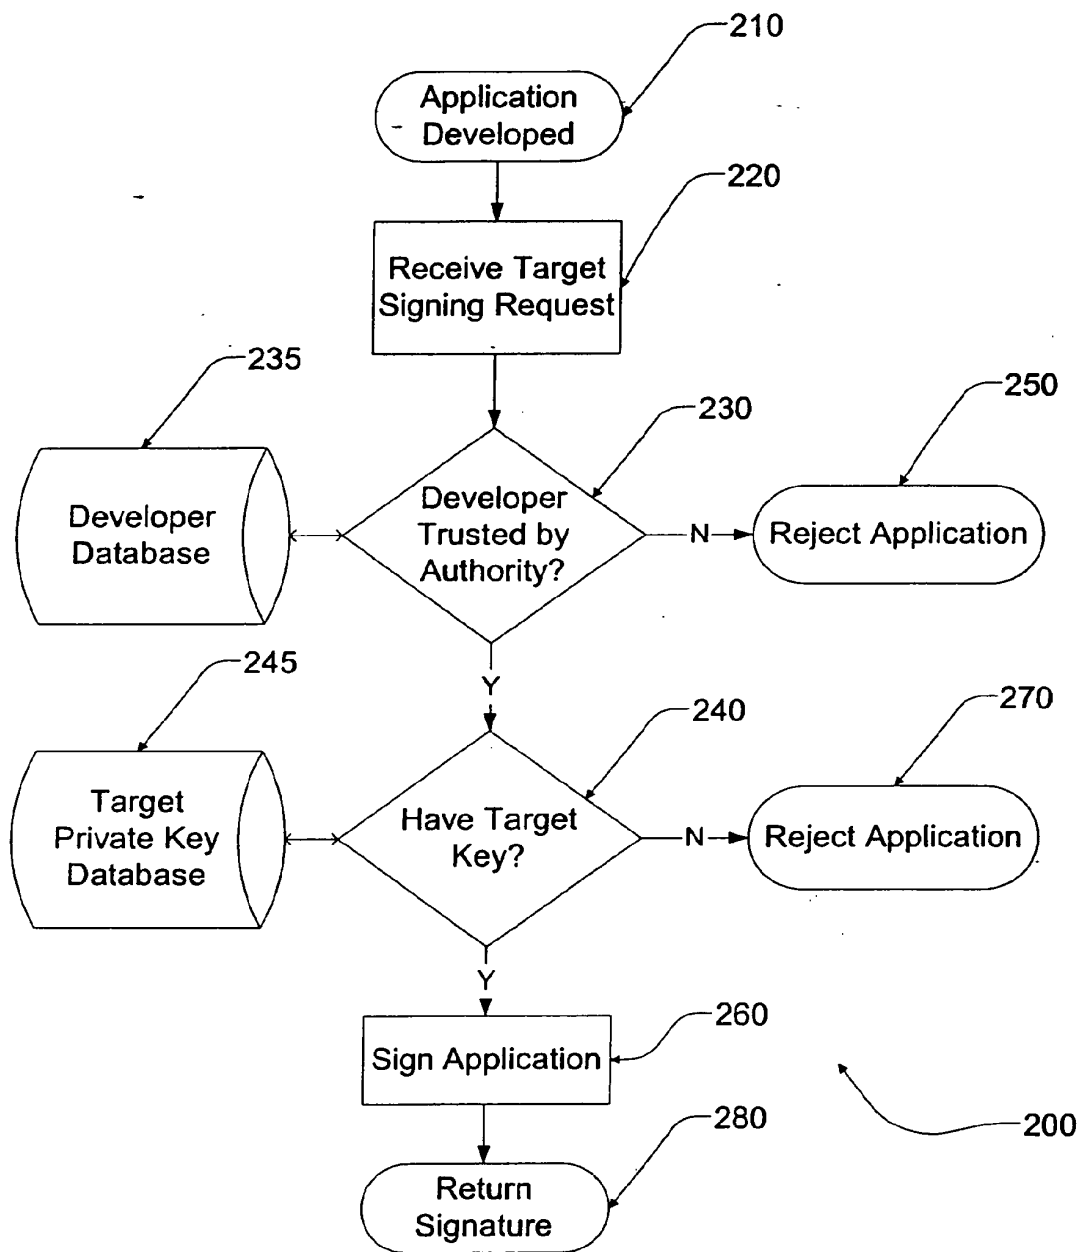 210
Application
Developed
220
Receive Target
Signing Request
235
230
250
Developer
Database
Developer
Trusted by
Authority?
N
Reject Application
Y
245
240
270
Target
Private Key
Database
Have Target
Key?
N
Reject Application
Y
260
Sign Application
280
200
Return
Signature